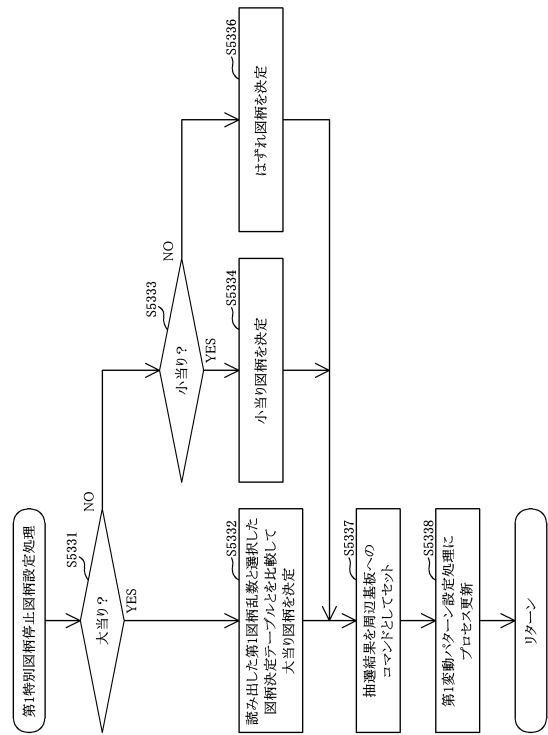 第1特別図柄停止図柄設定処理
S5331
大当り?
NO
YES
S5333
小当り?
NO
YES
S5332
読み出した第1図柄乱数と選択した
図柄決定テーブルとを比較して
大当り図柄を決定
S5334
小当り図柄を決定
S5336
はずれ図柄を決定
S5337
抽選結果を周辺基板への
コマンドとしてセット
S5338
第1変動パターン設定処理に
プロセス更新
リターン